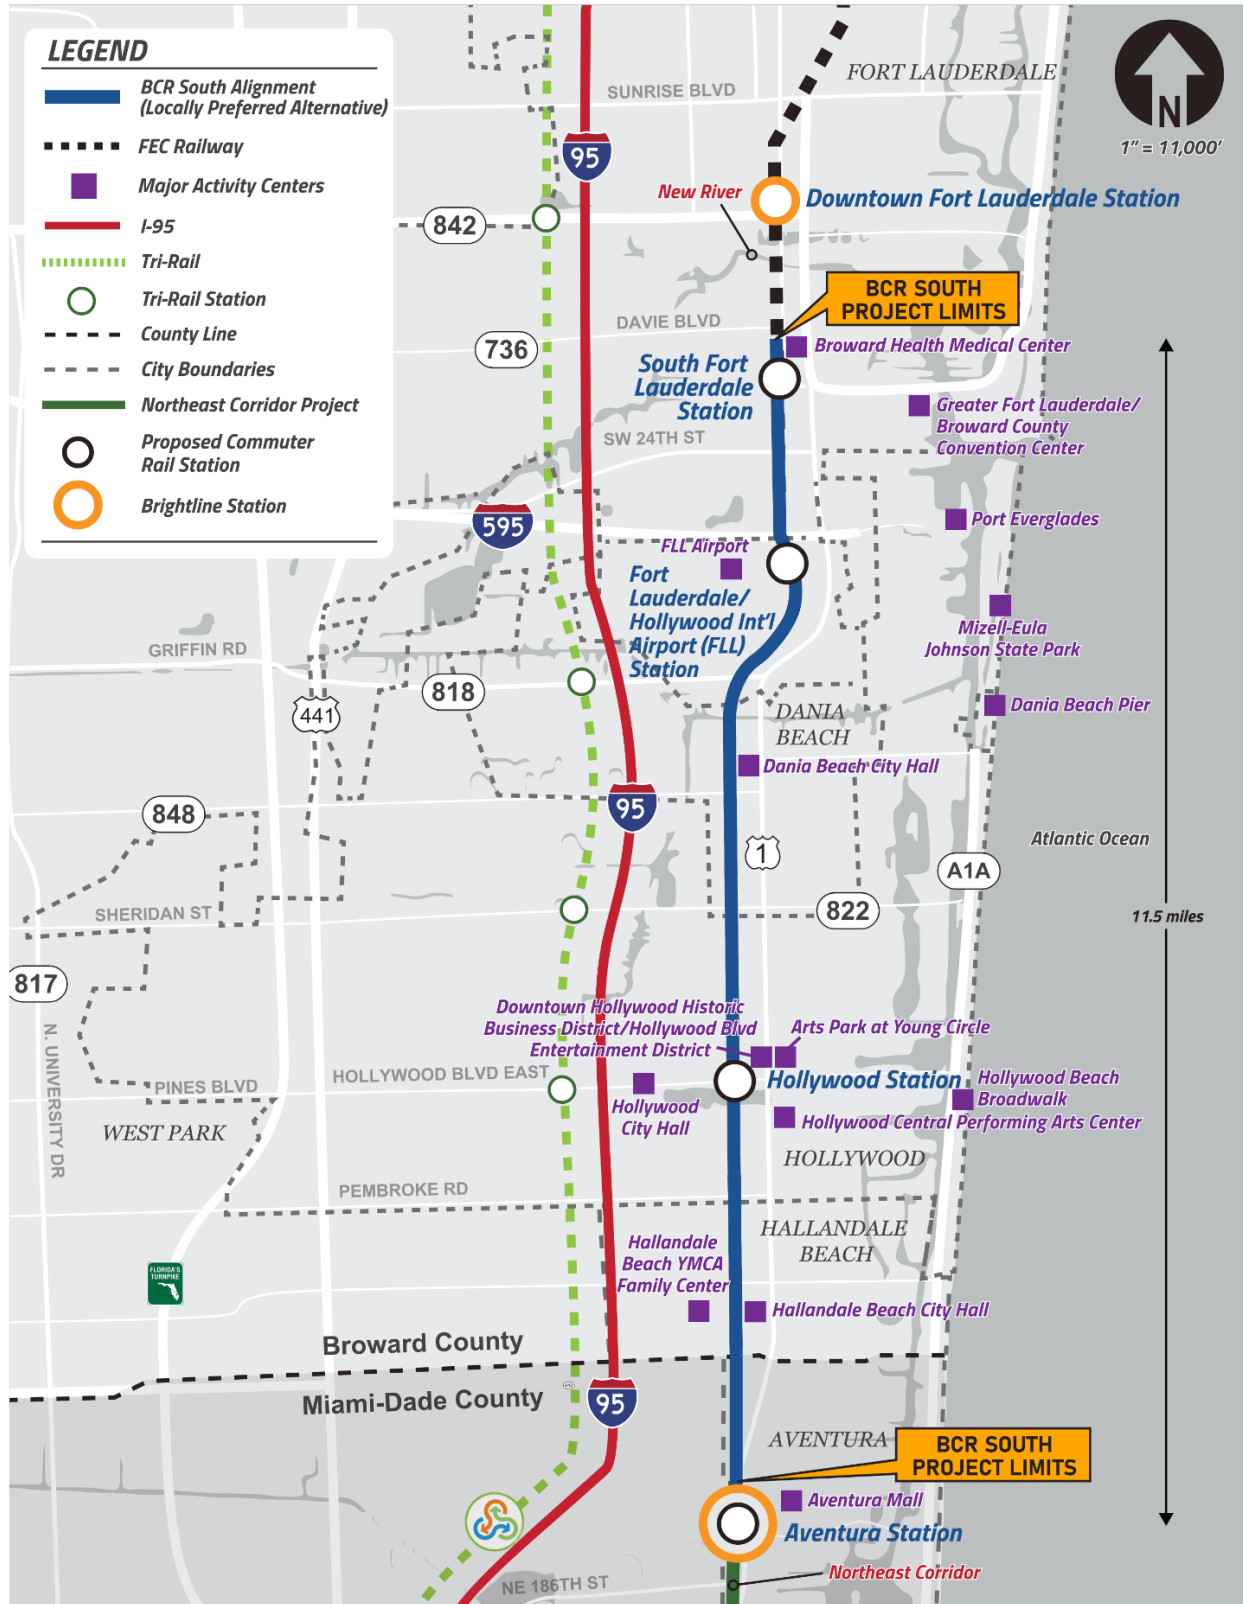 LEGEND
BCR South Alignment
(Locally Preferred Alternative)
FEC Railway
Major Activity Centers
I-95
Tri-Rail
Tri-Rail Station
County Line
City Boundaries
Northeast Corridor Project
Proposed Commuter
Rail Station
Brightline Station
FORT LAUDERDALE
N
1" = 11,000'
SUNRISE BLVD
95
New River
Downtown Fort Lauderdale Station
842
BCR SOUTH
PROJECT LIMITS
DAVIE BLVD
736
Broward Health Medical Center
South Fort
Lauderdale
Station
Greater Fort Lauderdale/
Broward County
Convention Center
SW 24TH ST
595
Port Everglades
FLL Airport
Fort
Lauderdale/
Hollywood Int'l
Airport (FLL)
Station
Mizell-Eula
Johnson State Park
GRIFFIN RD
818
441
Dania Beach Pier
DANIA
BEACH
Dania Beach City Hall
95
848
1
Atlantic Ocean
A1A
SHERIDAN ST
822
11.5 miles
817
N. UNIVERSITY DR
Downtown Hollywood Historic
Business District/Hollywood Blvd
Entertainment District
Arts Park at Young Circle
HOLLYWOOD BLVD EAST
PINES BLVD
Hollywood Station
Hollywood Beach
Broadwalk
Hollywood
City Hall
Hollywood Central Performing Arts Center
WEST PARK
HOLLYWOOD
PEMBROKE RD
HALLANDALE
BEACH
Hallandale
Beach YMCA
Family Center
FLORIDA'S
TURNPIKE
Hallandale Beach City Hall
Broward County
Miami-Dade County
95
AVENTURA
BCR SOUTH
PROJECT LIMITS
Aventura Mall
Aventura Station
Northeast Corridor
NE 186TH ST